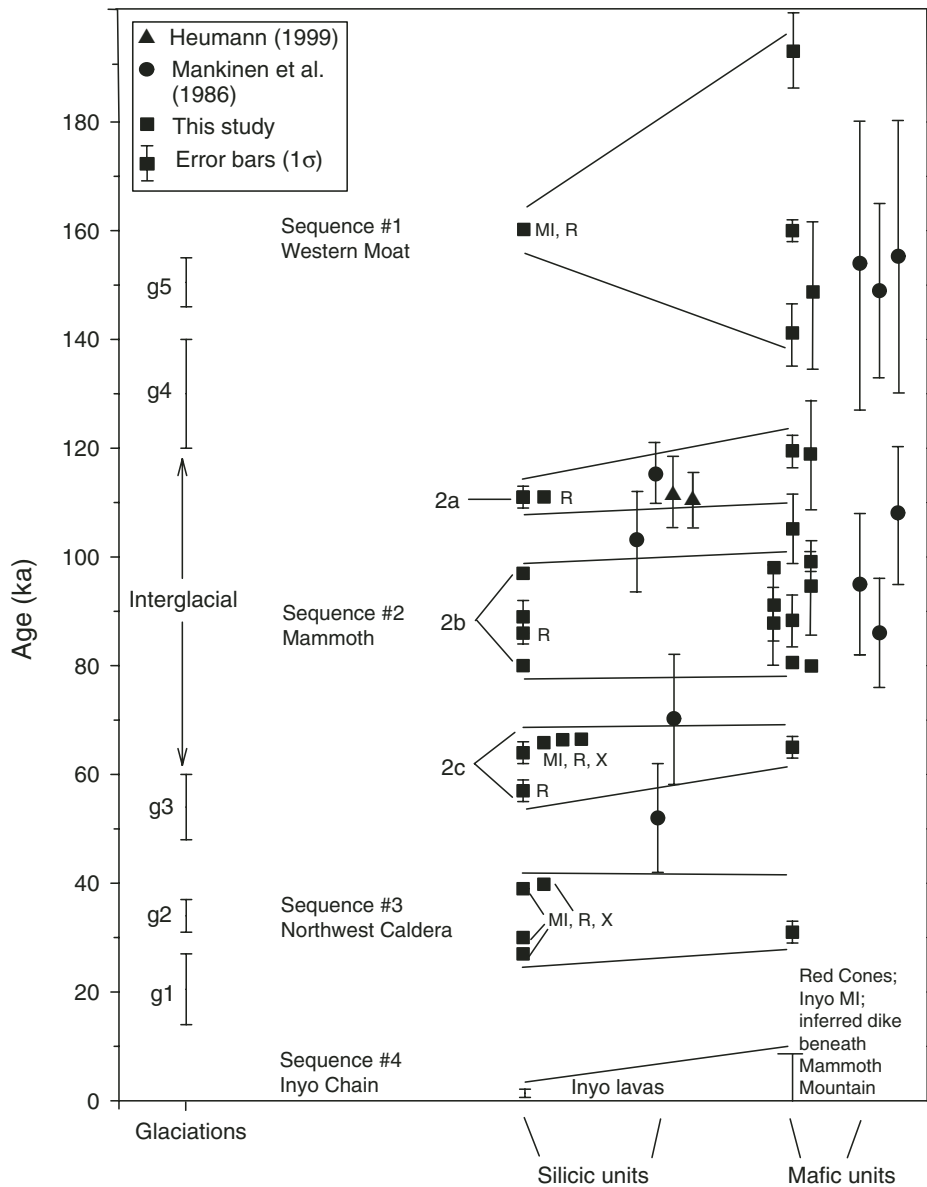 Heumann (1999)
Mankinen et al.
(1986)
This study
Error bars (1σ)
Age (ka)
180
160
140
120
100
80
60
40
20
0
g5
g4
Interglacial
g3
g2
g1
Glaciations
Sequence #1
Western Moat
MI, R
2a
R
Sequence #2
Mammoth
2b
R
2c
MI, R, X
R
Sequence #3
Northwest Caldera
MI, R, X
Sequence #4
Inyo Chain
Inyo lavas
Red Cones;
Inyo MI;
inferred dike
beneath
Mammoth
Mountain
Silicic units
Mafic units